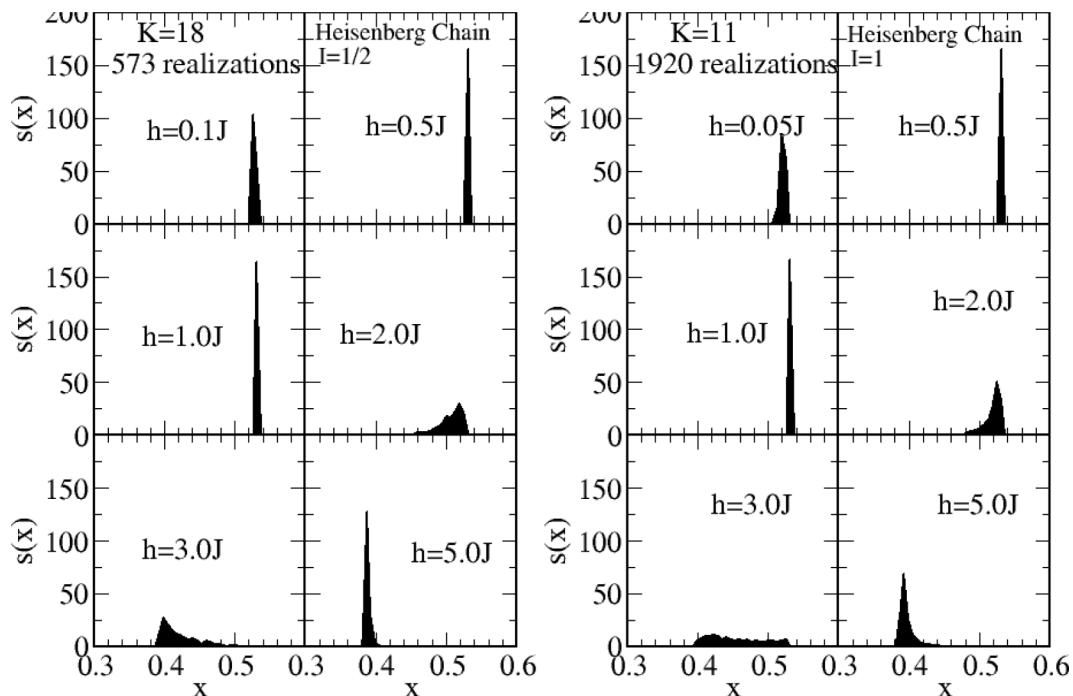 K=18
573 realizations
Heisenberg Chain
I=1/2
200
150
100
50
0
s(x)
h=0.1J
h=0.5J
150
100
50
0
s(x)
h=1.0J
h=2.0J
150
100
50
0
s(x)
h=3.0J
h=5.0J
0.3 0.4 0.5 0.3 0.4 0.5 0.6
x x
K=11
1920 realizations
Heisenberg Chain
I=1
200
150
100
50
0
s(x)
h=0.05J
h=0.5J
150
100
50
0
s(x)
h=1.0J
h=2.0J
150
100
50
0
s(x)
h=3.0J
h=5.0J
0.3 0.4 0.5 0.3 0.4 0.5 0.6
x x